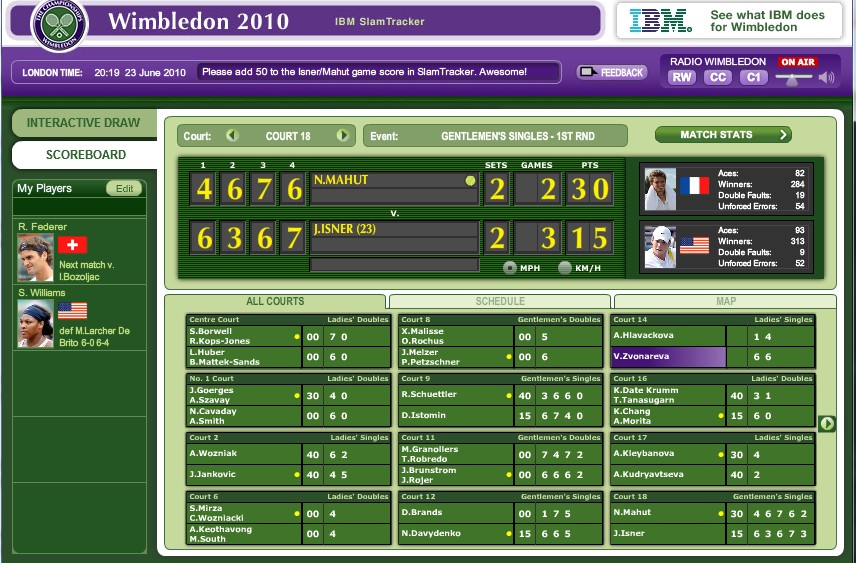 THE CHAMPIONSHIPS
WIMBLEDON
Wimbledon 2010
IBM SlamTracker
IBM.
See what IBM does
for Wimbledon
LONDON TIME: 20:19 23 June 2010
Please add 50 to the Isner/Mahut game score in SlamTracker. Awesome!
FEEDBACK
RADIO WIMBLEDON ON AIR
RW CC C1
INTERACTIVE DRAW
SCOREBOARD
My Players Edit
R. Federer
Next match v.
I.Bozoljac
S. Williams
def M.Larcher De
Brito 6-0 6-4
Court: COURT 18
Event: GENTLEMEN'S SINGLES - 1ST RND
MATCH STATS
1 2 3 4 SETS GAMES PTS
4 6 7 6 N.MAHUT 2 2 30
v.
6 3 6 7 J.ISNER (23) 2 3 15
MPH KM/H
Aces: 82
Winners: 284
Double Faults: 19
Unforced Errors: 54
Aces: 93
Winners: 313
Double Faults: 9
Unforced Errors: 52
ALL COURTS SCHEDULE MAP
Centre Court Ladies' Doubles
S.Borwell
R.Kops-Jones 00 7 0
L.Huber
B.Mattek-Sands 00 6 0
Court 8 Gentlemen's Doubles
X.Malisse
O.Rochus 00 5
J.Melzer
P.Petzschner 00 6
Court 14 Ladies' Singles
A.Hlavackova 1 4
V.Zvonareva 6 6
No. 1 Court Ladies' Doubles
J.Goerges
A.Szavay 30 4 0
N.Cavaday
A.Smith 00 6 0
Court 9 Gentlemen's Singles
R.Schuettler 40 3 6 6 0
D.Istomin 15 6 7 4 0
Court 16 Ladies' Doubles
K.Date Krumm
T.Tanasugarn 40 3 1
K.Chang
A.Morita 15 6 0
Court 2 Ladies' Singles
A.Wozniak 40 6 2
J.Jankovic 40 4 5
Court 11 Gentlemen's Doubles
M.Granollers
T.Robredo 00 7 4 7 2
J.Brunstrom
J.Rojer 00 6 6 6 2
Court 17 Ladies' Singles
A.Kleybanova 30 4
A.Kudryavtseva 40 2
Court 6 Ladies' Doubles
S.Mirza
C.Wozniacki 00 4
A.Keothavong
M.South 00 4
Court 12 Gentlemen's Singles
D.Brands 00 1 7 5
N.Davydenko 15 6 6 5
Court 18 Gentlemen's Singles
N.Mahut 30 4 6 7 6 2
J.Isner 15 6 3 6 7 3